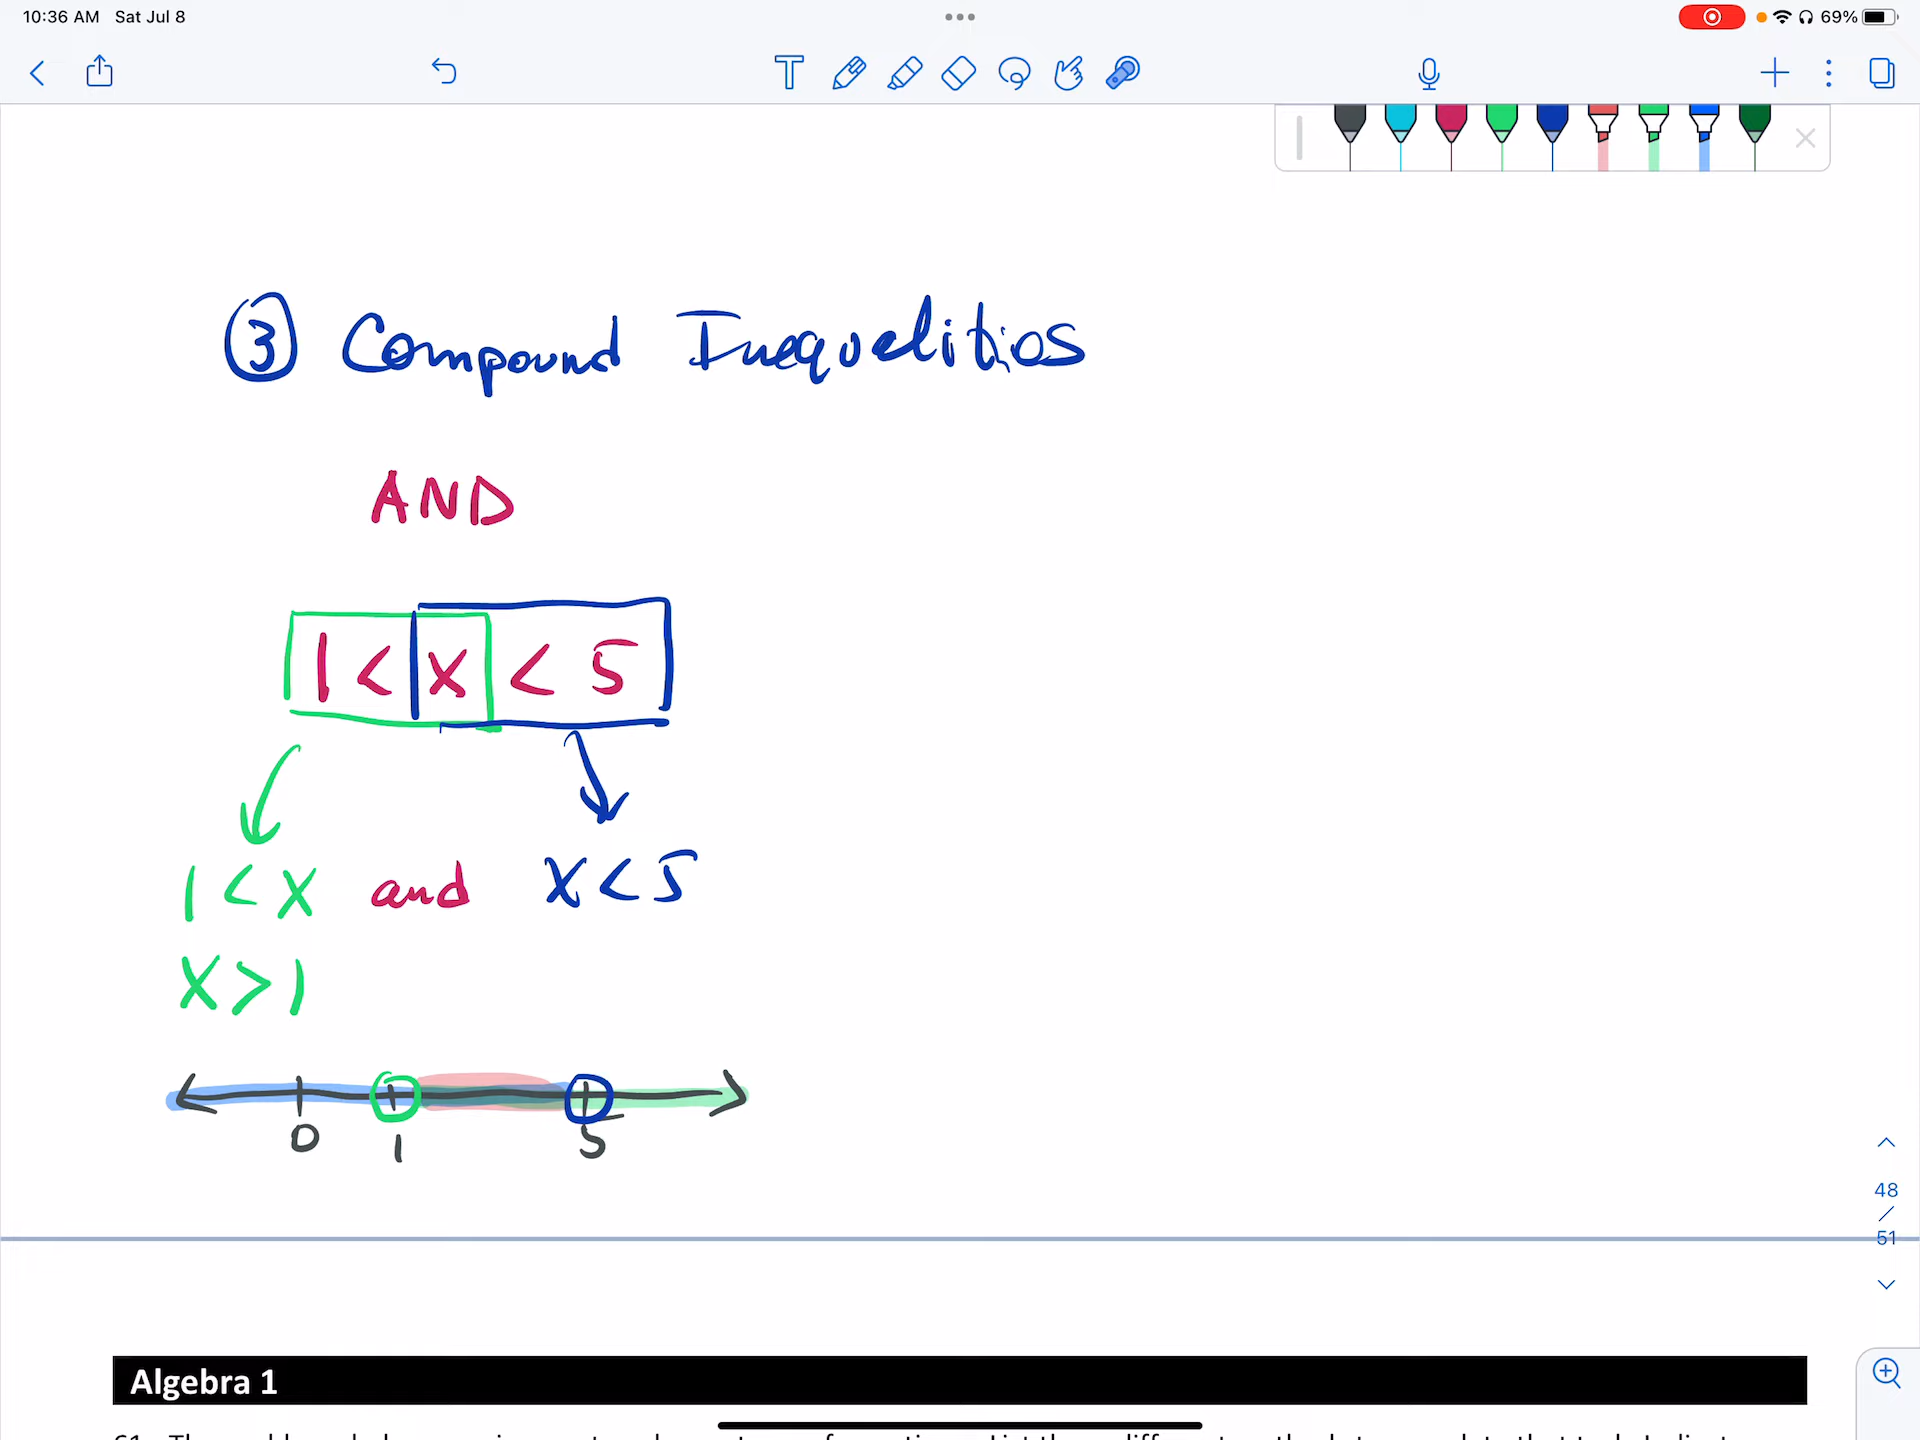 10:36 AM Sat Jul 8
69%
③ Compound Inequalities
AND
1 < x < 5
1 < x and x < 5
x > 1
0 1 5
48
/
51
Algebra 1